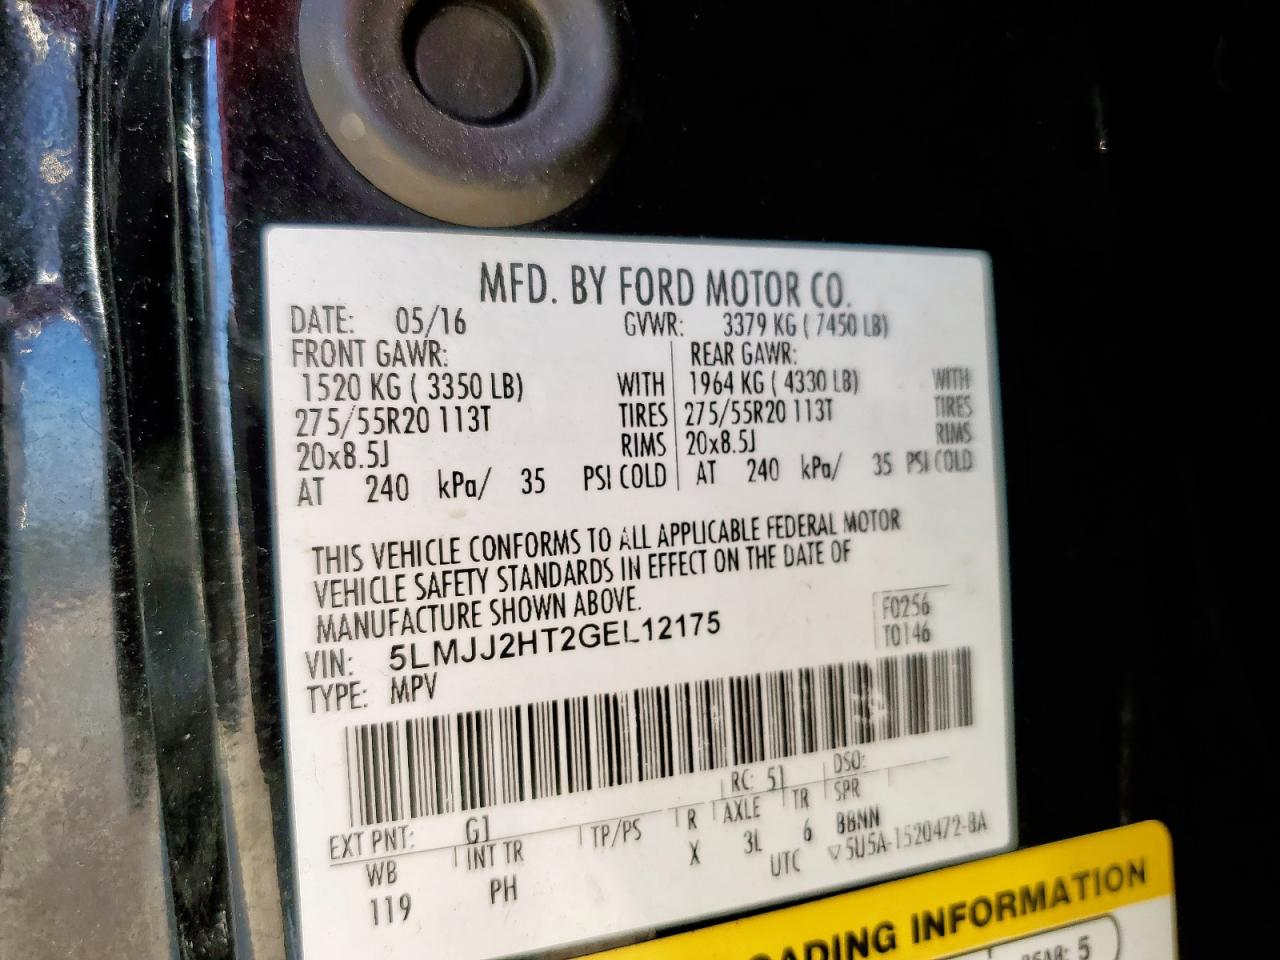 MFD. BY FORD MOTOR CO.
DATE: 05/16 GVWR: 3379 KG ( 7450 LB)
FRONT GAWR: REAR GAWR:
1520 KG ( 3350 LB) WITH 1964 KG ( 4330 LB) WITH
275/55R20 113T TIRES 275/55R20 113T TIRES
20x8.5J RIMS 20x8.5J RIMS
AT 240 kPa/ 35 PSI COLD AT 240 kPa/ 35 PSI COLD
THIS VEHICLE CONFORMS TO ALL APPLICABLE FEDERAL MOTOR
VEHICLE SAFETY STANDARDS IN EFFECT ON THE DATE OF
MANUFACTURE SHOWN ABOVE.
F0256
VIN: 5LMJJ2HT2GEL12175
T0146
TYPE: MPV
EXT PNT: G1 RC: 51 DSO:
WB INT TR TP/PS R AXLE TR SPR
119 PH X 3L 6 BBNN
UTC ▽5U5A-1520472-BA
ADING INFORMATION
REAR: 5